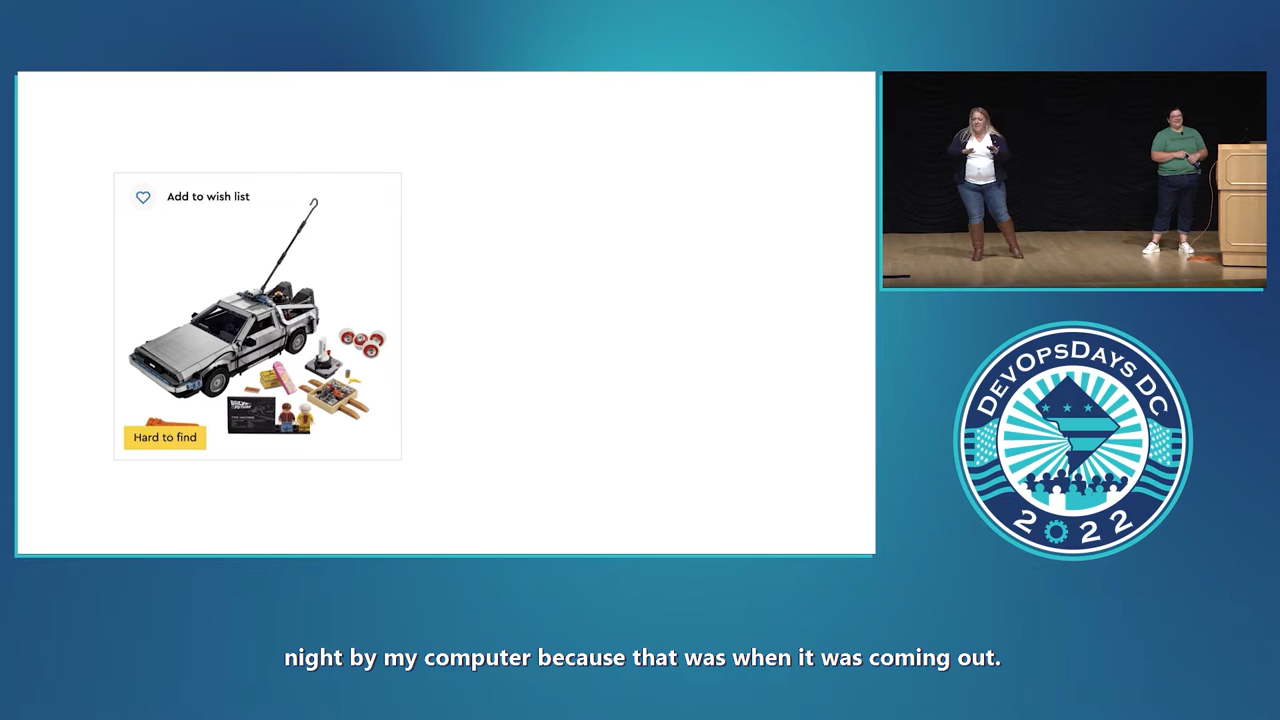 Add to wish list
Hard to find
DEVOPSDAYS DC
2022
night by my computer because that was when it was coming out.